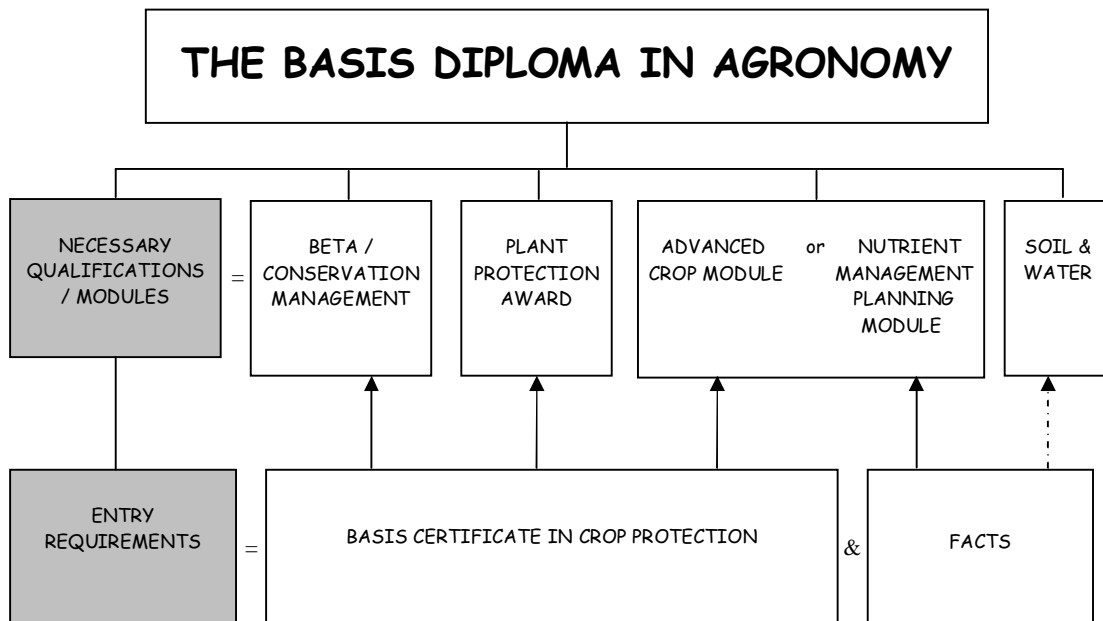 THE BASIS DIPLOMA IN AGRONOMY
NECESSARY
QUALIFICATIONS
/ MODULES
=
BETA /
CONSERVATION
MANAGEMENT
PLANT
PROTECTION
AWARD
ADVANCED
CROP MODULE
or
NUTRIENT
MANAGEMENT
PLANNING
MODULE
SOIL &
WATER
ENTRY
REQUIREMENTS
=
BASIS CERTIFICATE IN CROP PROTECTION
&
FACTS